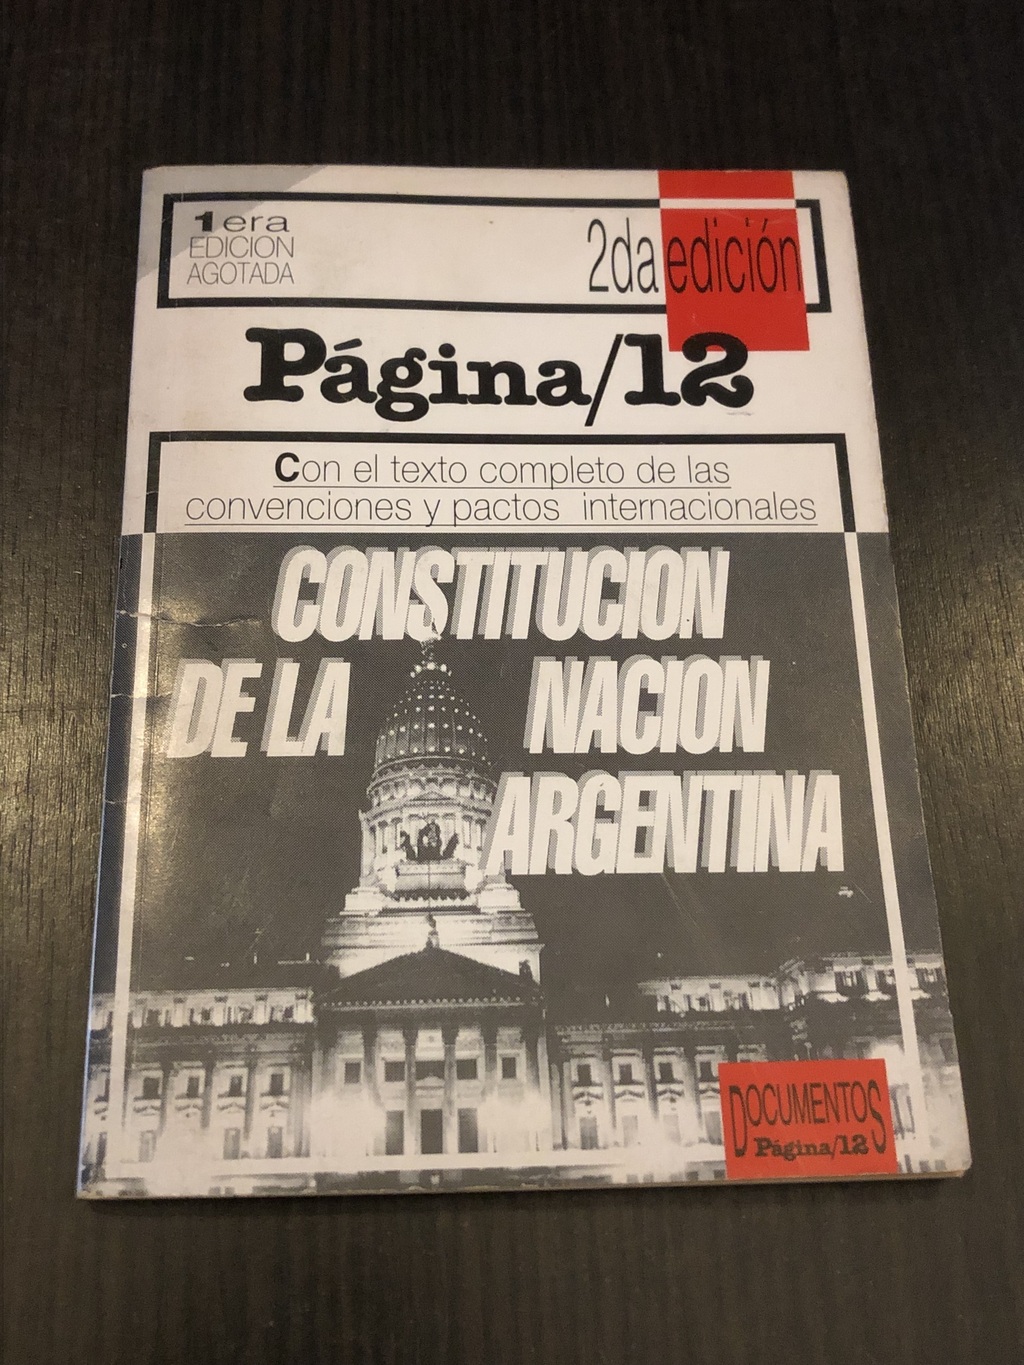 1era
EDICION
AGOTADA
2da edición
Página/12
Con el texto completo de las
convenciones y pactos internacionales
CONSTITUCION
DE LA NACION
ARGENTINA
DOCUMENTOS
Página/12